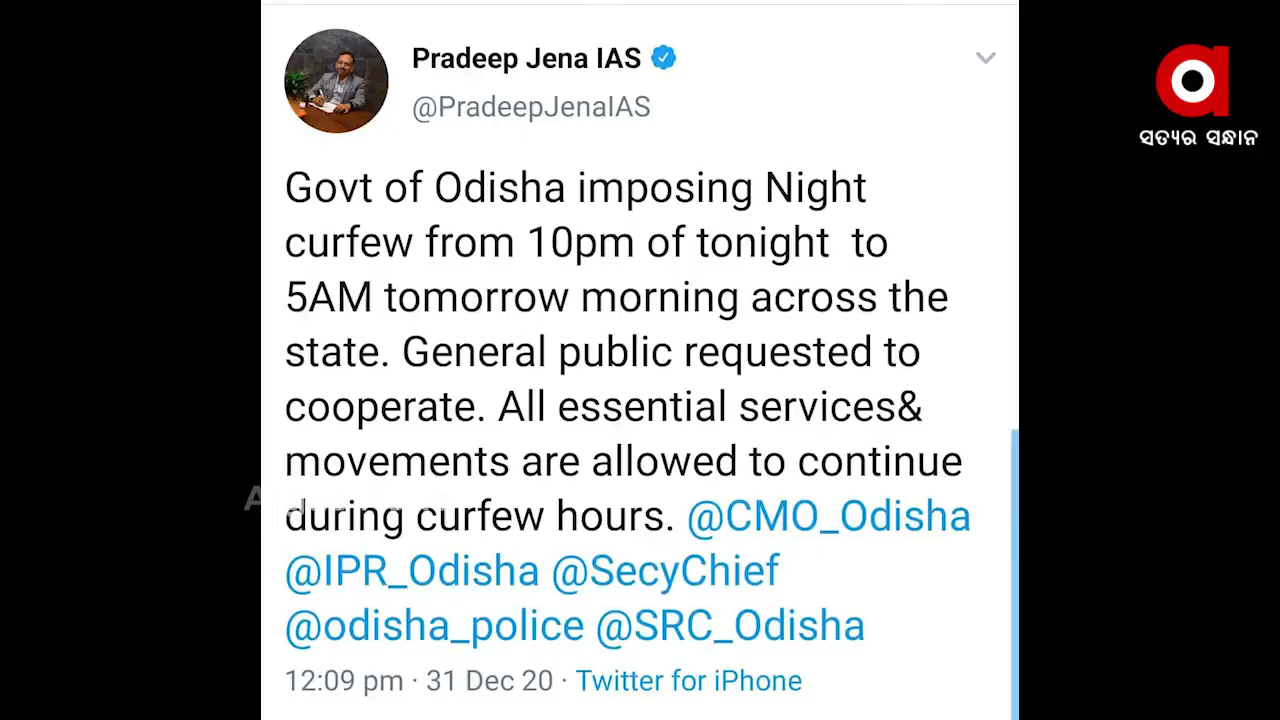 Pradeep Jena IAS
@PradeepJenaIAS
ସତ୍ୟର ସନ୍ଧାନ
Govt of Odisha imposing Night
curfew from 10pm of tonight to
5AM tomorrow morning across the
state. General public requested to
cooperate. All essential services&
movements are allowed to continue
during curfew hours. @CMO_Odisha
@IPR_Odisha @SecyChief
@odisha_police @SRC_Odisha
12:09 pm · 31 Dec 20 · Twitter for iPhone